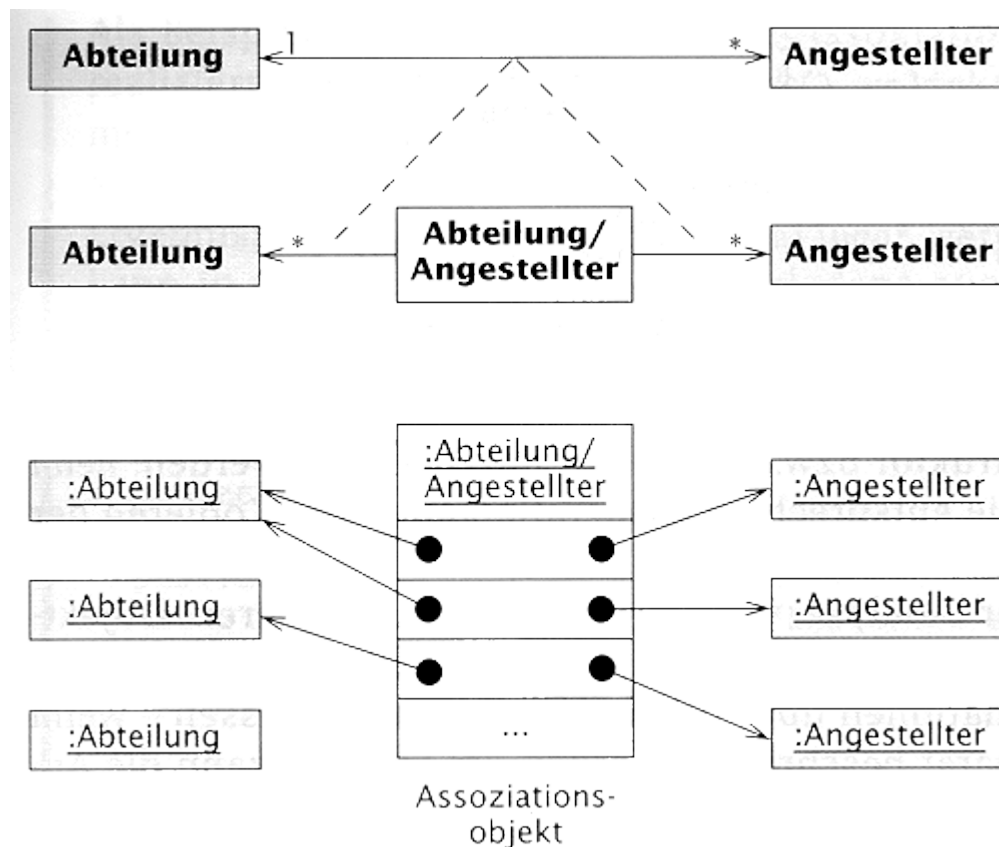 Abteilung
1
*
Angestellter
Abteilung
*
Abteilung/
Angestellter
*
Angestellter
:Abteilung/
Angestellter
:Abteilung
:Angestellter
:Abteilung
:Angestellter
:Abteilung
...
:Angestellter
Assoziations-
objekt